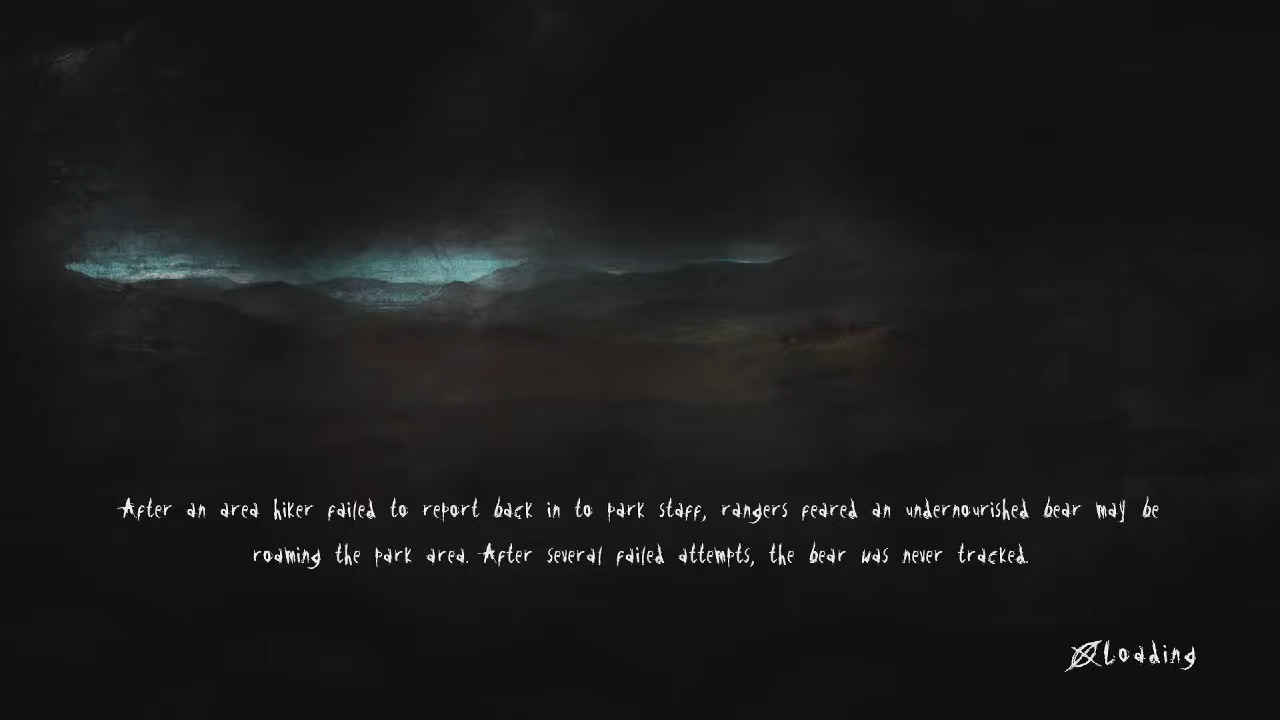 After an area hiker failed to report back in to park staff, rangers feared an undernourished bear may be
roaming the park area. After several failed attempts, the bear was never tracked.
Loading